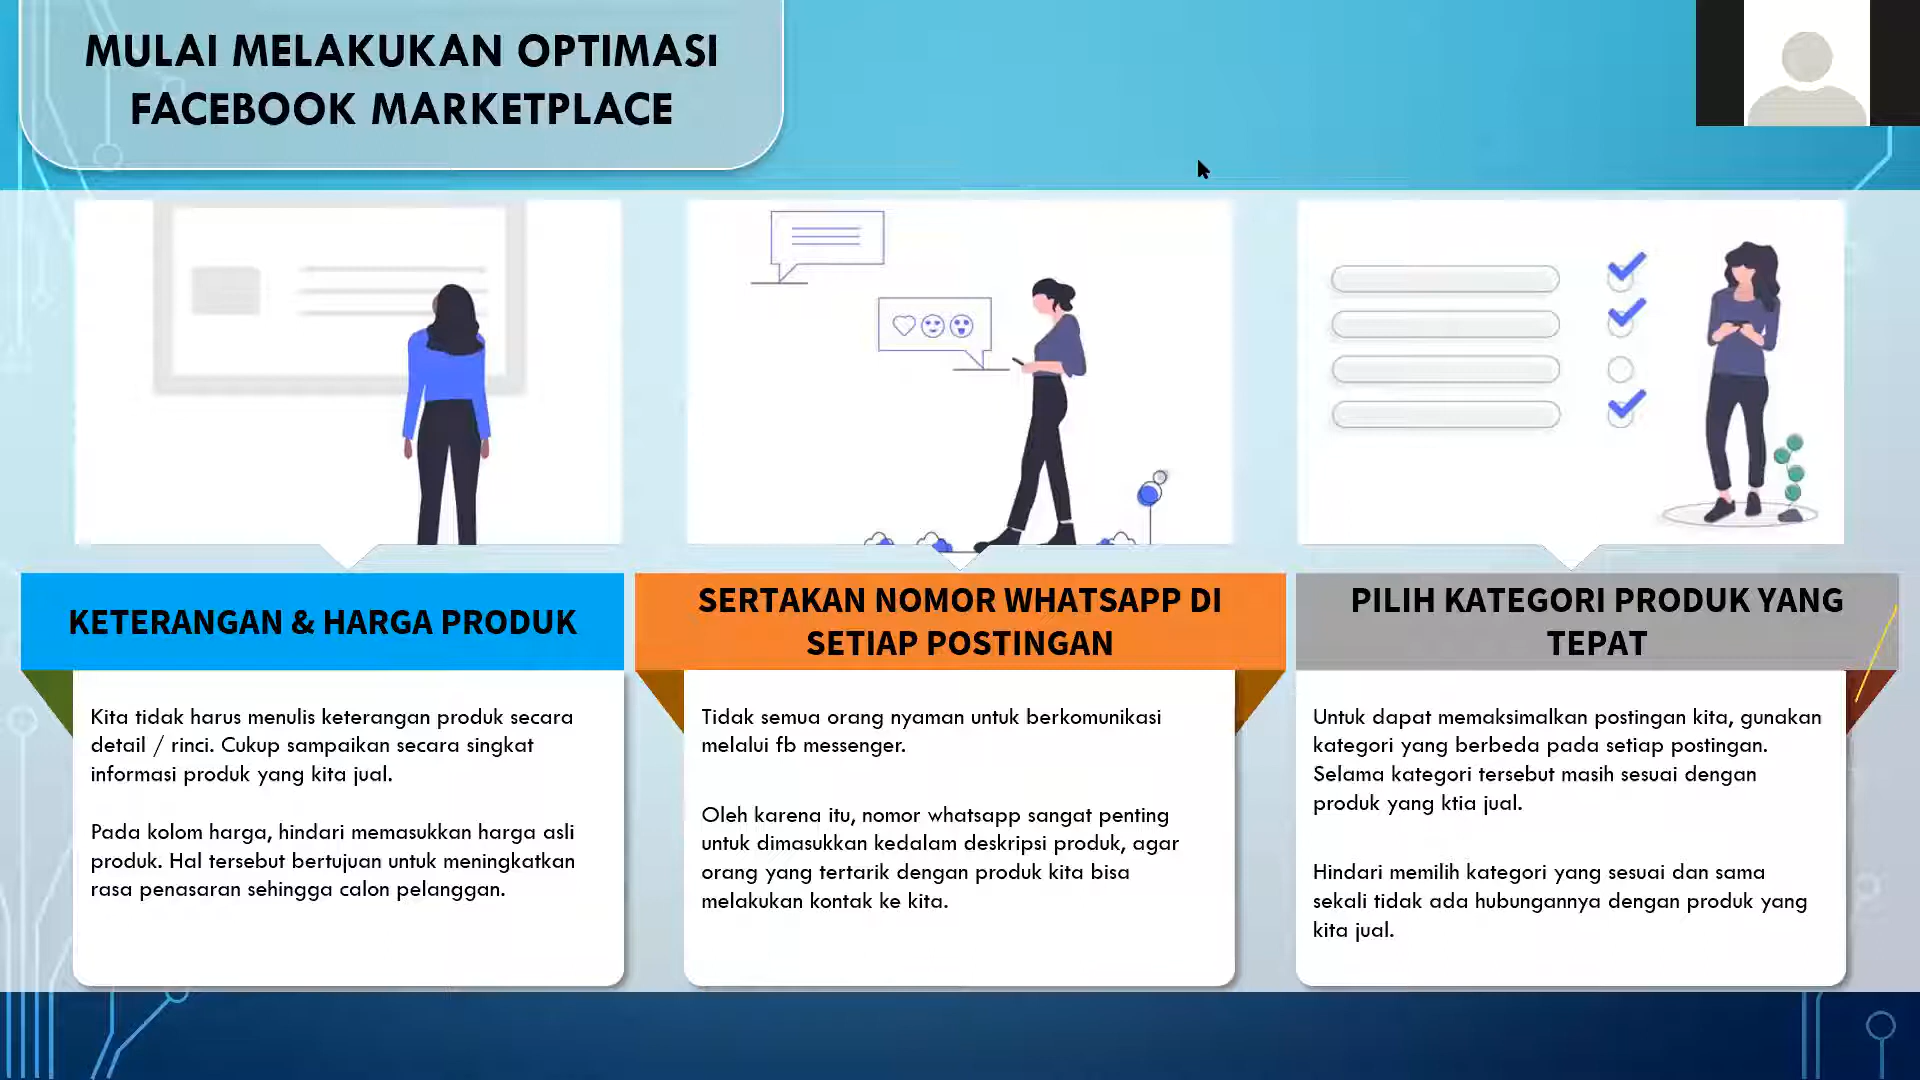 MULAI MELAKUKAN OPTIMASI
FACEBOOK MARKETPLACE
KETERANGAN & HARGA PRODUK
Kita tidak harus menulis keterangan produk secara
detail / rinci. Cukup sampaikan secara singkat
informasi produk yang kita jual.
Pada kolom harga, hindari memasukkan harga asli
produk. Hal tersebut bertujuan untuk meningkatkan
rasa penasaran sehingga calon pelanggan.
SERTAKAN NOMOR WHATSAPP DI
SETIAP POSTINGAN
Tidak semua orang nyaman untuk berkomunikasi
melalui fb messenger.
Oleh karena itu, nomor whatsapp sangat penting
untuk dimasukkan kedalam deskripsi produk, agar
orang yang tertarik dengan produk kita bisa
melakukan kontak ke kita.
PILIH KATEGORI PRODUK YANG
TEPAT
Untuk dapat memaksimalkan postingan kita, gunakan
kategori yang berbeda pada setiap postingan.
Selama kategori tersebut masih sesuai dengan
produk yang ktia jual.
Hindari memilih kategori yang sesuai dan sama
sekali tidak ada hubungannya dengan produk yang
kita jual.